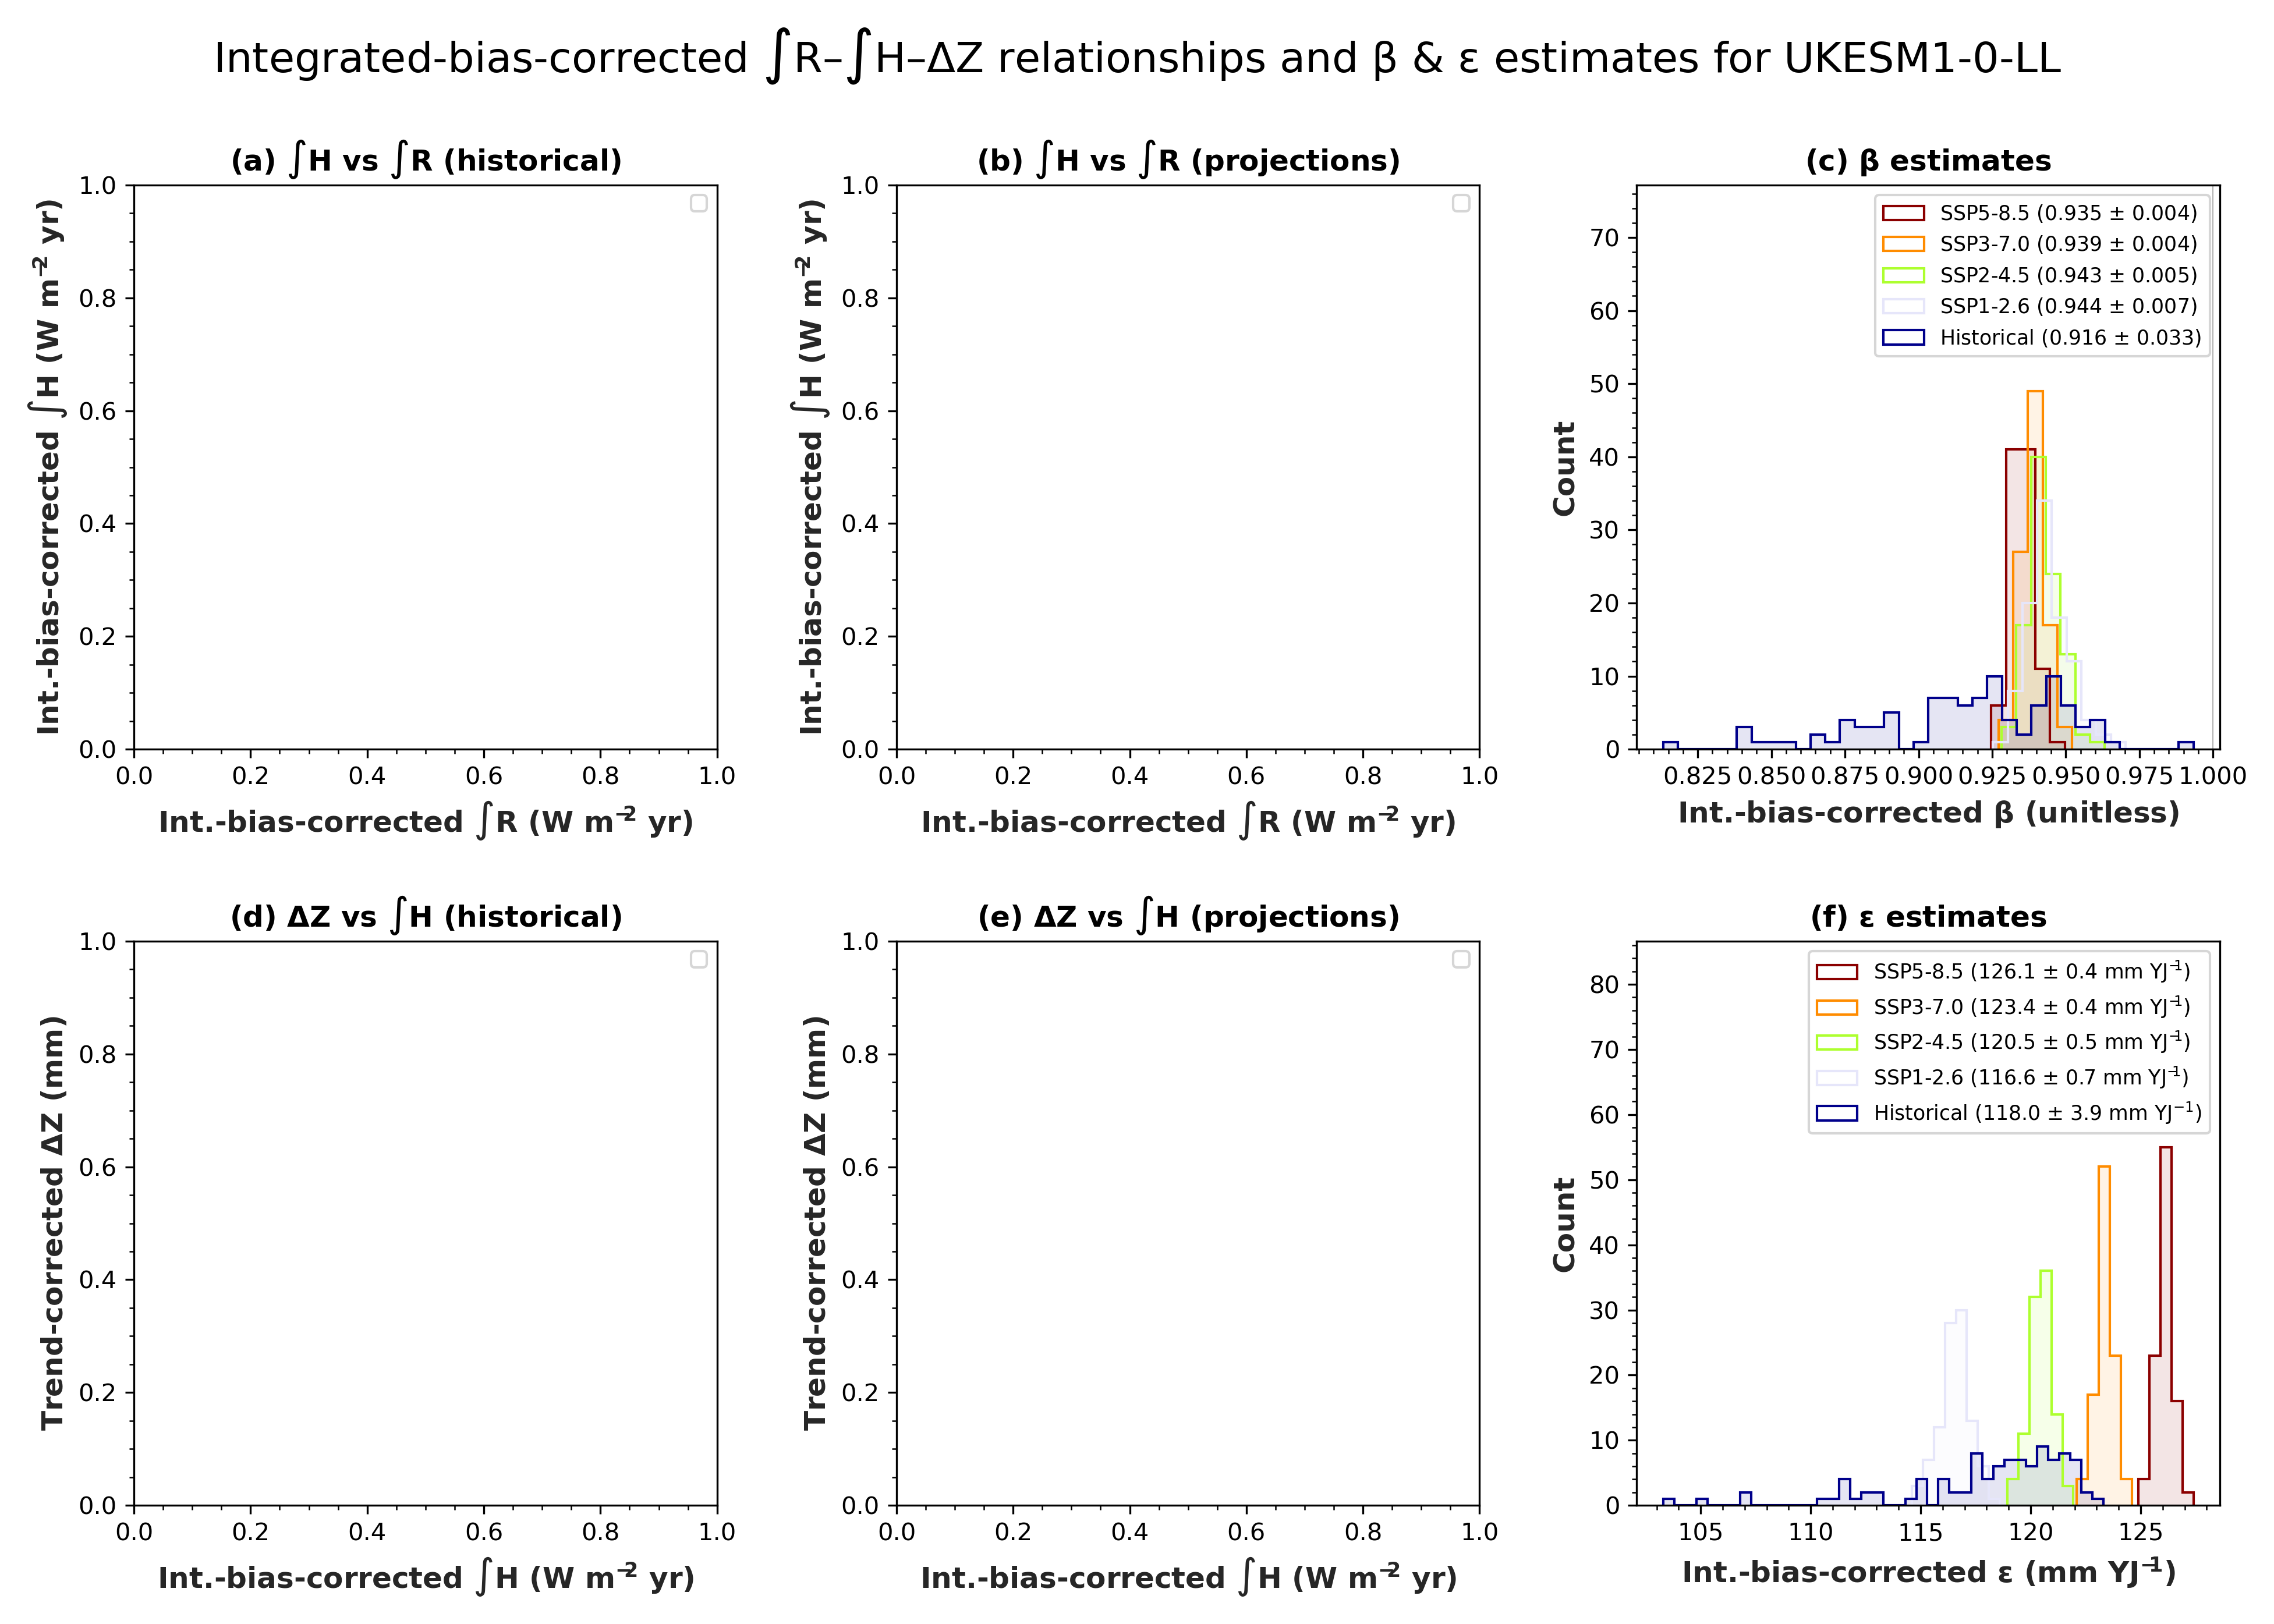 Integrated-bias-corrected ∫R–∫H–ΔZ relationships and β & ε estimates for UKESM1-0-LL
(a) ∫H vs ∫R (historical)
Int.-bias-corrected ∫H (W m⁻² yr)
1.0
0.8
0.6
0.4
0.2
0.0
0.0 0.2 0.4 0.6 0.8 1.0
Int.-bias-corrected ∫R (W m⁻² yr)
(b) ∫H vs ∫R (projections)
Int.-bias-corrected ∫H (W m⁻² yr)
1.0
0.8
0.6
0.4
0.2
0.0
0.0 0.2 0.4 0.6 0.8 1.0
Int.-bias-corrected ∫R (W m⁻² yr)
(c) β estimates
SSP5-8.5 (0.935 ± 0.004)
SSP3-7.0 (0.939 ± 0.004)
SSP2-4.5 (0.943 ± 0.005)
SSP1-2.6 (0.944 ± 0.007)
Historical (0.916 ± 0.033)
Count
70
60
50
40
30
20
10
0
0.825 0.850 0.875 0.900 0.925 0.950 0.975 1.000
Int.-bias-corrected β (unitless)
(d) ΔZ vs ∫H (historical)
Trend-corrected ΔZ (mm)
1.0
0.8
0.6
0.4
0.2
0.0
0.0 0.2 0.4 0.6 0.8 1.0
Int.-bias-corrected ∫H (W m⁻² yr)
(e) ΔZ vs ∫H (projections)
Trend-corrected ΔZ (mm)
1.0
0.8
0.6
0.4
0.2
0.0
0.0 0.2 0.4 0.6 0.8 1.0
Int.-bias-corrected ∫H (W m⁻² yr)
(f) ε estimates
SSP5-8.5 (126.1 ± 0.4 mm YJ⁻¹)
SSP3-7.0 (123.4 ± 0.4 mm YJ⁻¹)
SSP2-4.5 (120.5 ± 0.5 mm YJ⁻¹)
SSP1-2.6 (116.6 ± 0.7 mm YJ⁻¹)
Historical (118.0 ± 3.9 mm YJ⁻¹)
Count
80
70
60
50
40
30
20
10
0
105 110 115 120 125
Int.-bias-corrected ε (mm YJ⁻¹)